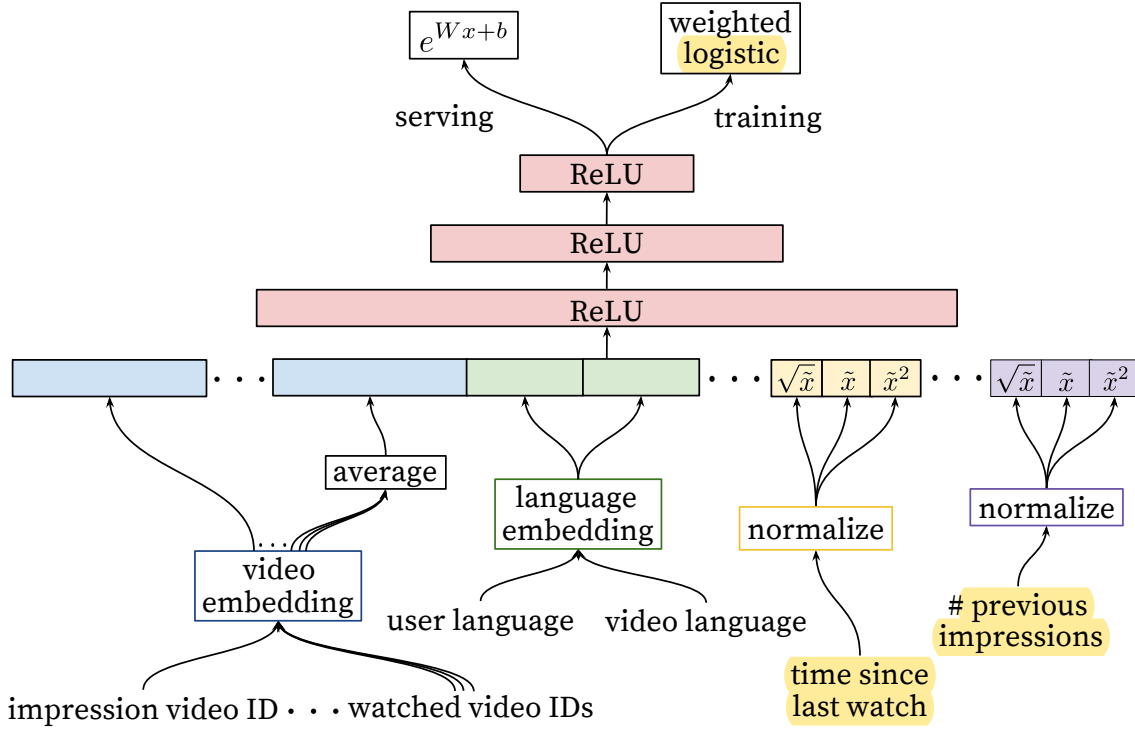 e^{Wx+b}
weighted
logistic
serving
training
ReLU
ReLU
ReLU
. . .
√x̃ x̃ x̃²
. . .
√x̃ x̃ x̃²
. . .
average
language
embedding
normalize
normalize
. . . .
video
embedding
user language
video language
# previous
impressions
time since
last watch
impression video ID . . . watched video IDs